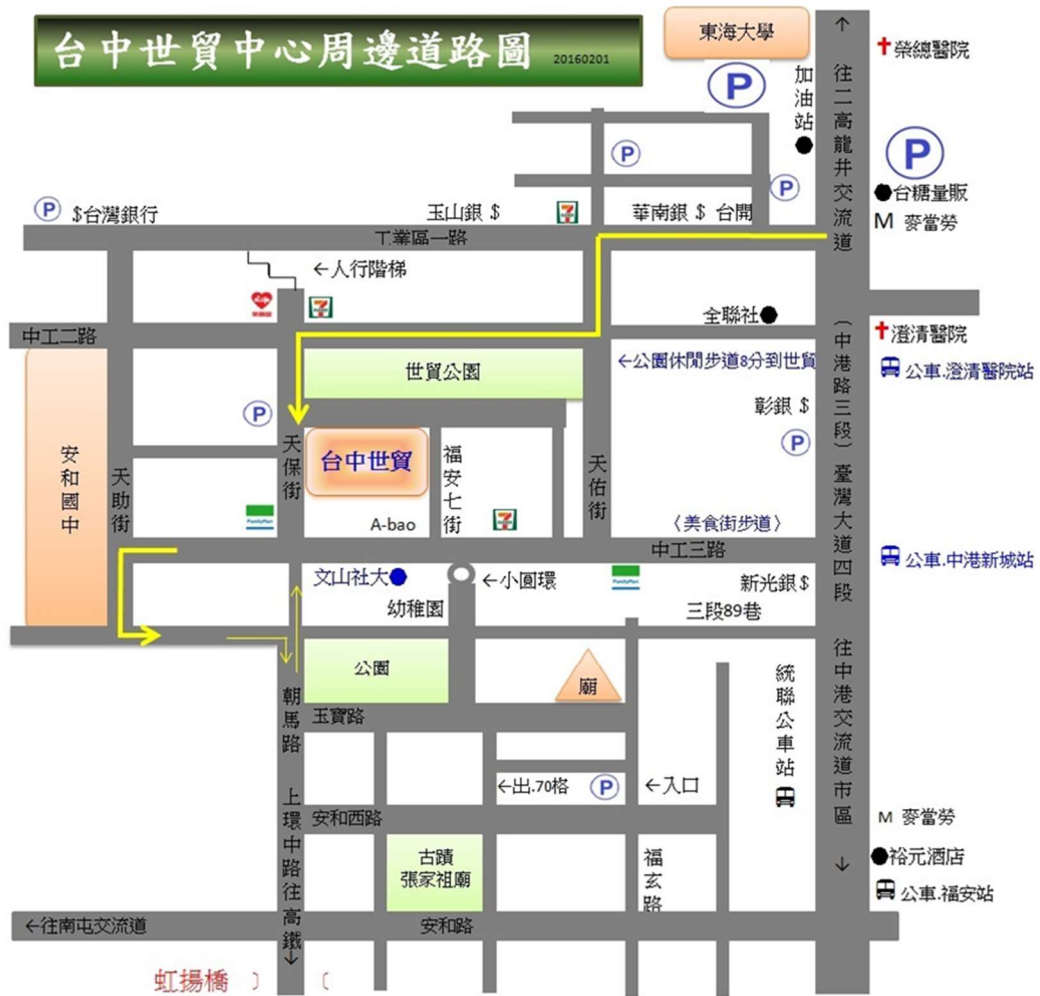 台中世貿中心周邊道路圖 20160201
東海大學
P
加油站
↑
往二高龍井交流道
榮總醫院
P
P
P
台糖量販
M 麥當勞
P $台灣銀行
玉山銀 $
7
華南銀 $ 台開
工業區一路
←人行階梯
7
全聯社
中工二路
(中港路三段)
臺灣大道四段
澄清醫院
公車.澄清醫院站
世貿公園
←公園休閒步道8分到世貿
彰銀 $
P
P
安和國中
天助街
天保街
台中世貿
福安七街
天佑街
FamilyMart
A-bao
7
〈美食街步道〉
中工三路
公車.中港新城站
文山社大
←小圓環
FamilyMart
新光銀$
幼稚園
三段89巷
公園
廟
朝馬路
玉寶路
統聯公車站
往中港交流道市區
↓
←出.70格
P
←入口
上環中路往高鐵
↓
安和西路
M 麥當勞
古蹟
張家祖廟
福玄路
裕元酒店
公車.福安站
←往南屯交流道
安和路
虹揚橋 〕 〔